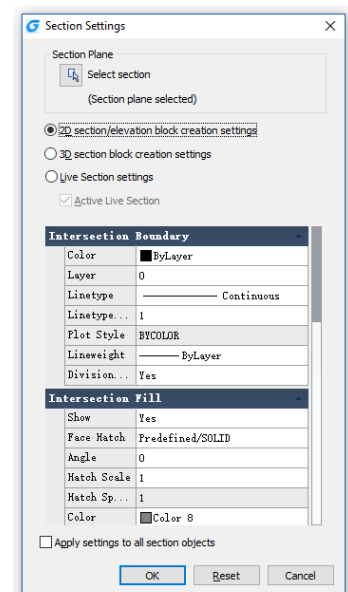 Section Settings
Section Plane
Select section
(Section plane selected)
2D section/elevation block creation settings
3D section block creation settings
Live Section settings
Active Live Section
Intersection Boundary
Color ByLayer
Layer 0
Linetype Continuous
Linetype... 1
Plot Style BYCOLOR
Lineweight ByLayer
Division... Yes
Intersection Fill
Show Yes
Face Hatch Predefined/SOLID
Angle 0
Hatch Scale 1
Hatch Sp... 1
Color Color 8
Apply settings to all section objects
OK Reset Cancel